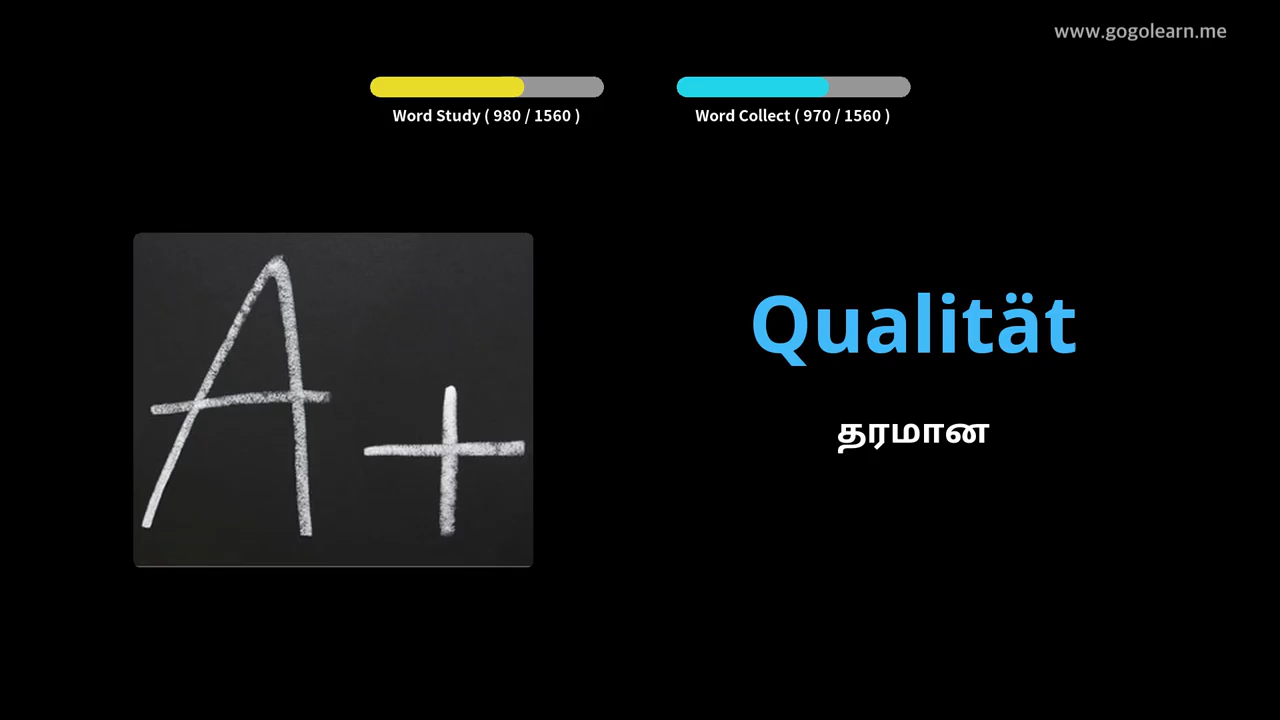 www.gogolearn.me
Word Study ( 980 / 1560 )
Word Collect ( 970 / 1560 )
A+
Qualität
தரமான